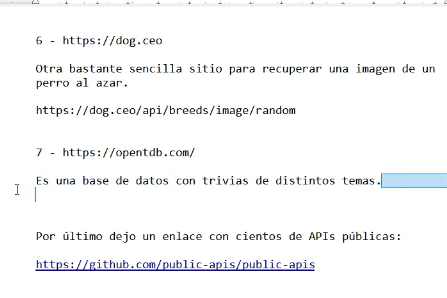 6 - https://dog.ceo
Otra bastante sencilla sitio para recuperar una imagen de un
perro al azar.
https://dog.ceo/api/breeds/image/random
7 - https://opentdb.com/
Es una base de datos con trivias de distintos temas.
Por último dejo un enlace con cientos de APIs públicas:
https://github.com/public-apis/public-apis